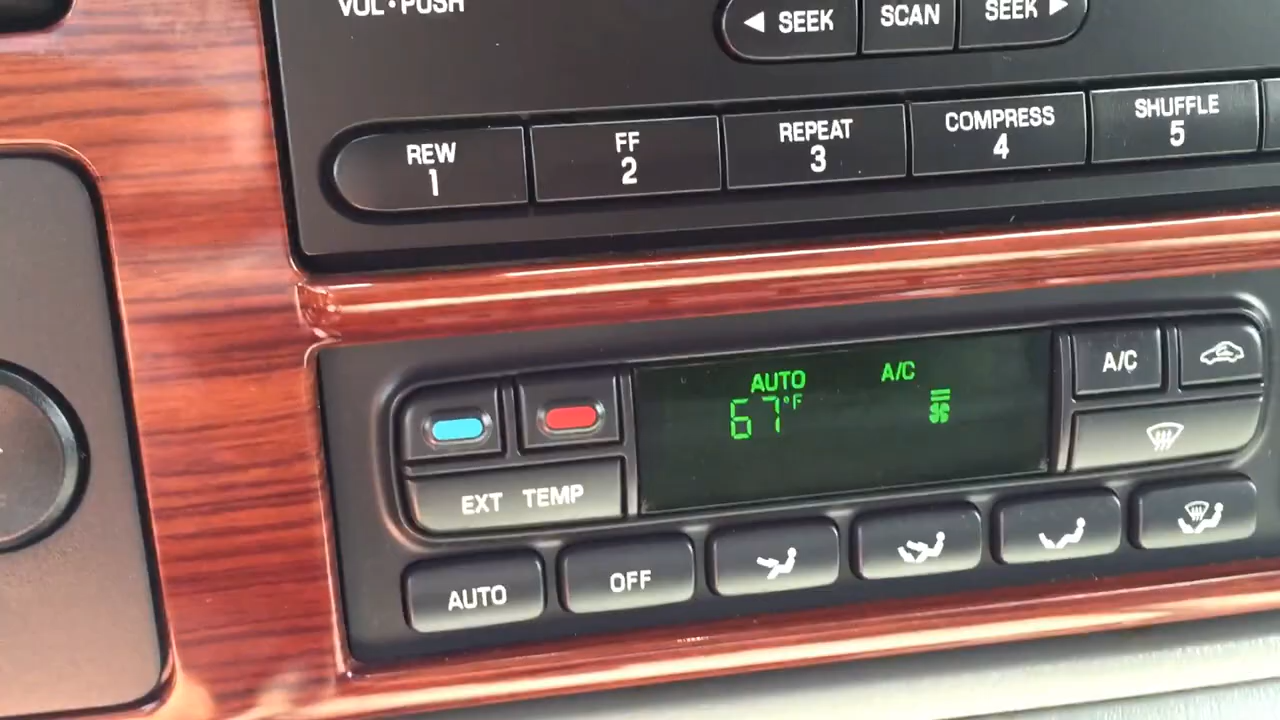 VOL • PUSH
◀ SEEK
SCAN
SEEK ▶
REW
1
FF
2
REPEAT
3
COMPRESS
4
SHUFFLE
5
AUTO
67°F
A/C
A/C
EXT TEMP
AUTO
OFF